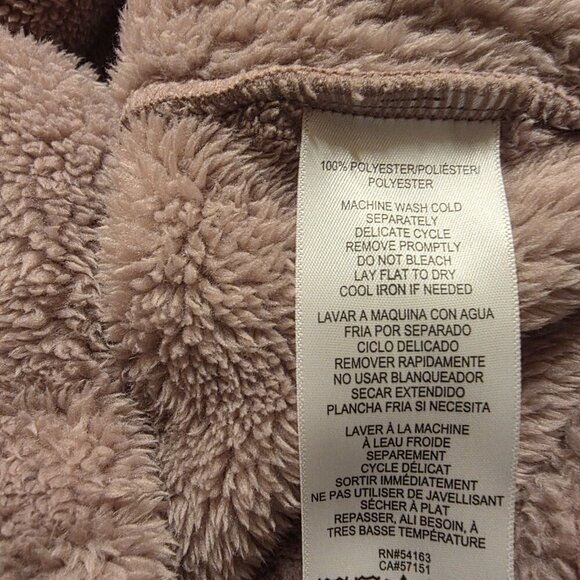 100% POLYESTER/POLIÉSTER/
POLYESTER
MACHINE WASH COLD
SEPARATELY
DELICATE CYCLE
REMOVE PROMPTLY
DO NOT BLEACH
LAY FLAT TO DRY
COOL IRON IF NEEDED
LAVAR A MAQUINA CON AGUA
FRIA POR SEPARADO
CICLO DELICADO
REMOVER RAPIDAMENTE
NO USAR BLANQUEADOR
SECAR EXTENDIDO
PLANCHA FRIA SI NECESITA
LAVER À LA MACHINE
À LEAU FROIDE
SEPAREMENT
CYCLE DÉLICAT
SORTIR IMMÉDIATEMENT
NE PAS UTILISER DE JAVELLISANT
SÉCHER À PLAT
REPASSER, ALI BESOIN, À
TRES BASSE TEMPÉRATURE
RN#54163
CA#57151